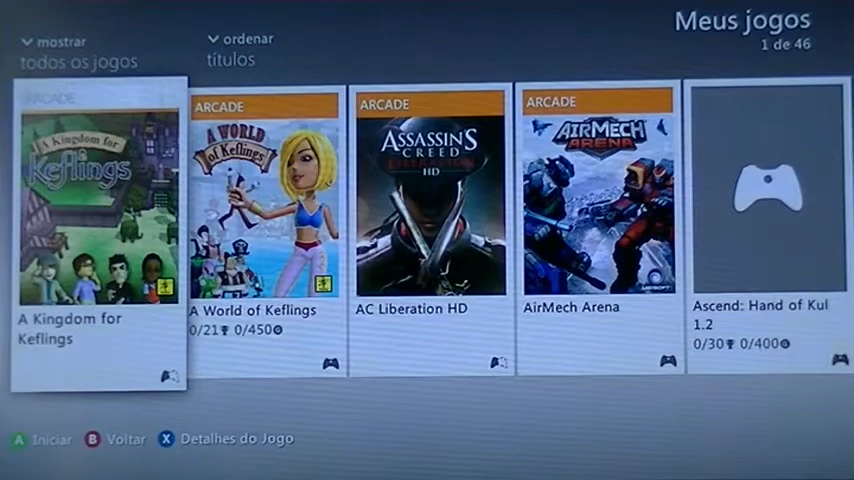 Meus jogos
1 de 46
mostrar
todos os jogos
ordenar
títulos
ARCADE
A Kingdom for
Keflings
A Kingdom for
Keflings
ARCADE
A WORLD
of Keflings
A World of Keflings
0/21 0/450
ARCADE
ASSASSIN'S
CREED
LIBERATION
HD
AC Liberation HD
ARCADE
AIRMECH
ARENA
UBISOFT
AirMech Arena
Ascend: Hand of Kul
1.2
0/30 0/400
A Iniciar B Voltar X Detalhes do Jogo